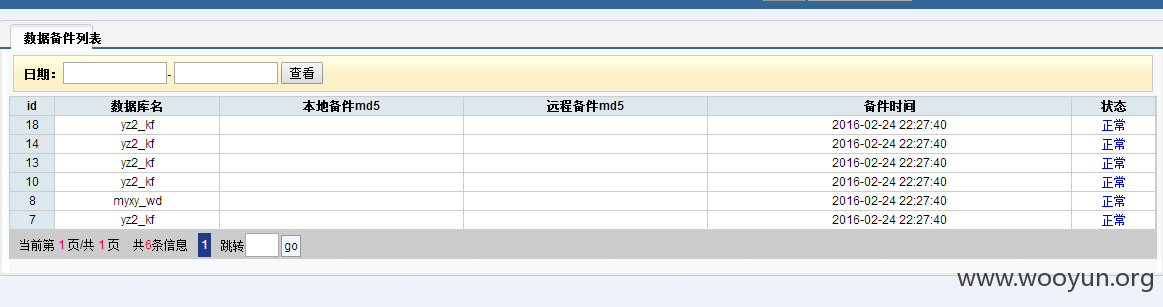 数据备件列表
日期： - 查看
id 数据库名 本地备件md5 远程备件md5 备件时间 状态
18 yz2_kf 2016-02-24 22:27:40 正常
14 yz2_kf 2016-02-24 22:27:40 正常
13 yz2_kf 2016-02-24 22:27:40 正常
10 yz2_kf 2016-02-24 22:27:40 正常
8 myxy_wd 2016-02-24 22:27:40 正常
7 yz2_kf 2016-02-24 22:27:40 正常
当前第 1 页/共 1 页 共6条信息 1 跳转 go
www.wooyun.org